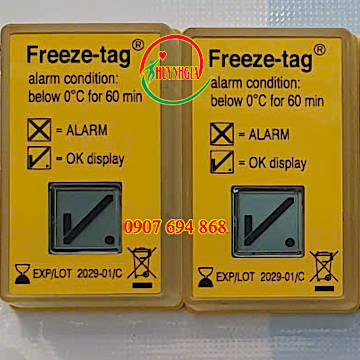 Freeze-tag®
alarm condition:
below 0°C for 60 min
= ALARM
= OK display
EXP/LOT 2029-01/C
HUYNHGIA
Freeze-tag®
alarm condition:
below 0°C for 60 min
= ALARM
= OK display
EXP/LOT 2029-01/C
0907 694 868